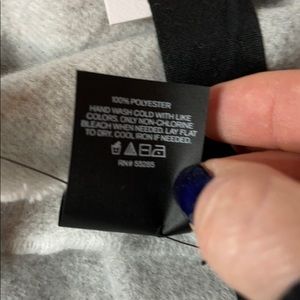 100% POLYESTER
HAND WASH COLD WITH LIKE
COLORS. ONLY NON-CHLORINE
BLEACH WHEN NEEDED. LAY FLAT
TO DRY. COOL IRON IF NEEDED.
RN# 55285